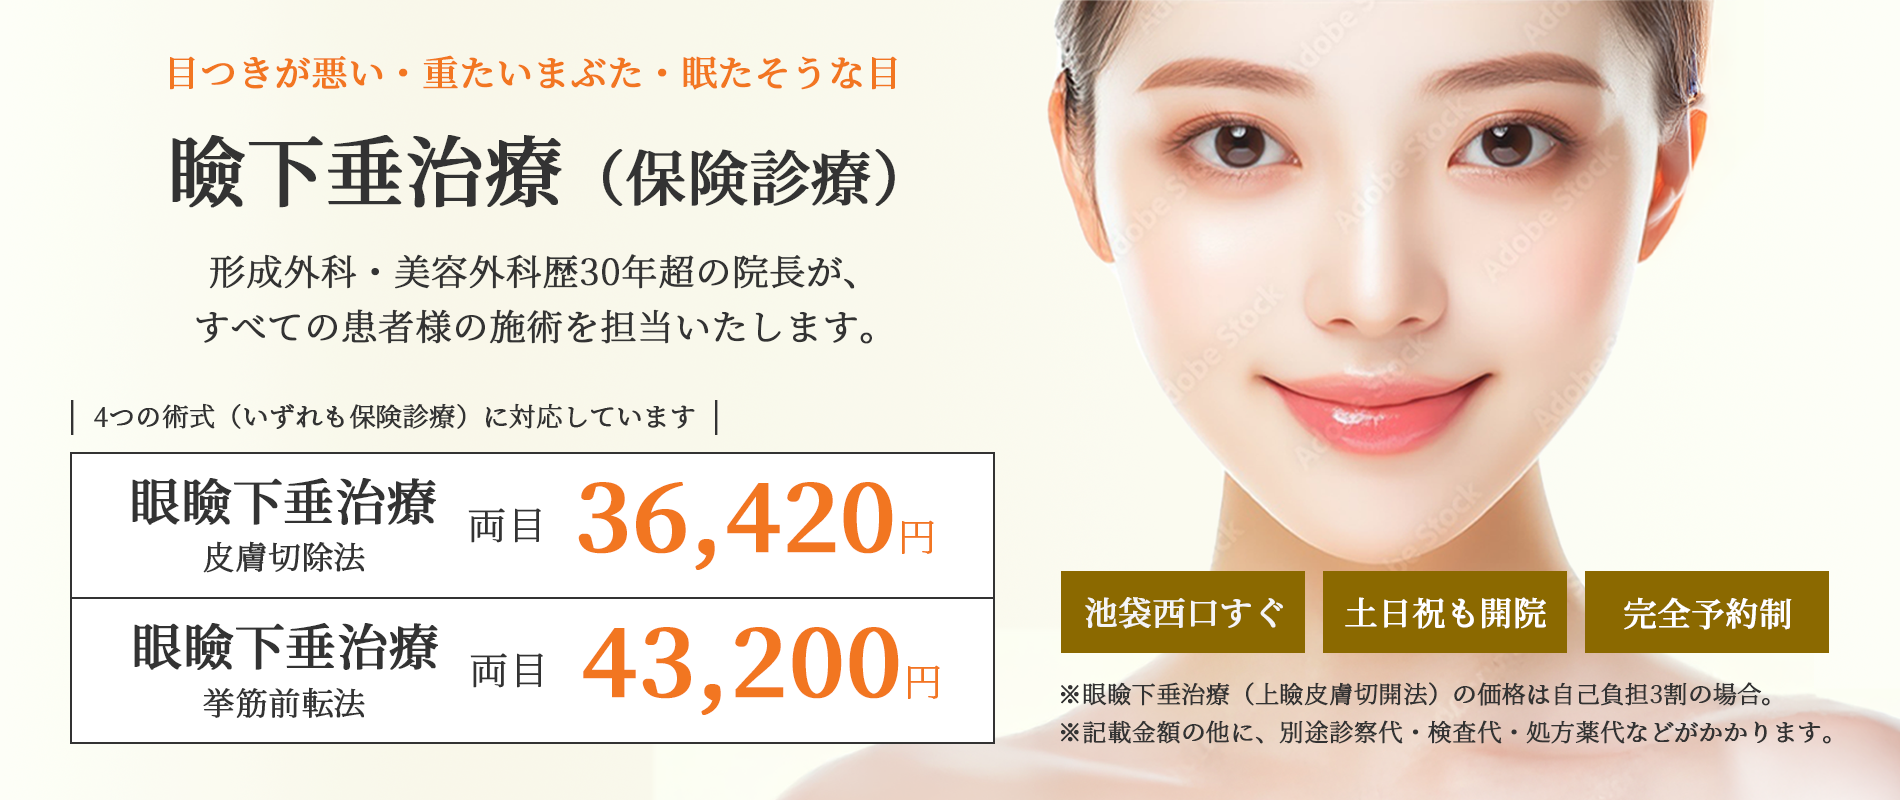 目つきが悪い・重たいまぶた・眠たそうな目
瞼下垂治療（保険診療）
形成外科・美容外科歴30年超の院長が、
すべての患者様の施術を担当いたします。
4つの術式（いずれも保険診療）に対応しています
眼瞼下垂治療
皮膚切除法
両目 36,420円
眼瞼下垂治療
挙筋前転法
両目 43,200円
池袋西口すぐ
土日祝も開院
完全予約制
※眼瞼下垂治療（上瞼皮膚切開法）の価格は自己負担3割の場合。
※記載金額の他に、別途診察代・検査代・処方薬代などがかかります。
Adobe Stock